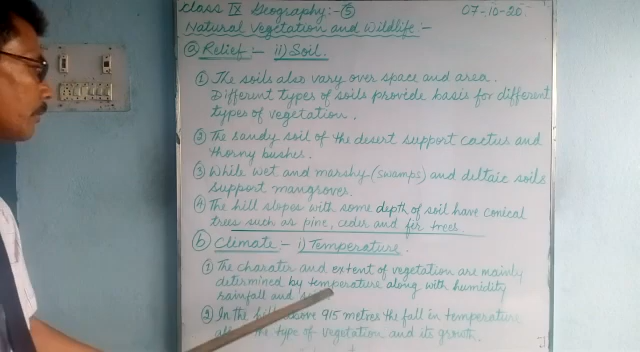 Class IX Geography:-(5) 07-10-20.
Natural Vegetation and Wildlife:-
(a) Relief:- ii) Soil.
(1) The soils also vary over space and area.
Different types of soils provide basis for different
types of vegetation.
(2) The sandy soil of the desert support cactus and
thorny bushes.
(3) While wet and marshy (swamps) and deltaic soils
support mangroves.
(4) The hill slopes with some depth of soil have conical
trees such as pine, ceder and fer trees.
(b) Climate - i) Temperature.
(1) The charater and extent of vegetation are mainly
determined by temperature along with humidity
rainfall and
(2) In the hills above 915 metres the fall in temperature
the type of vegetation and its growth.